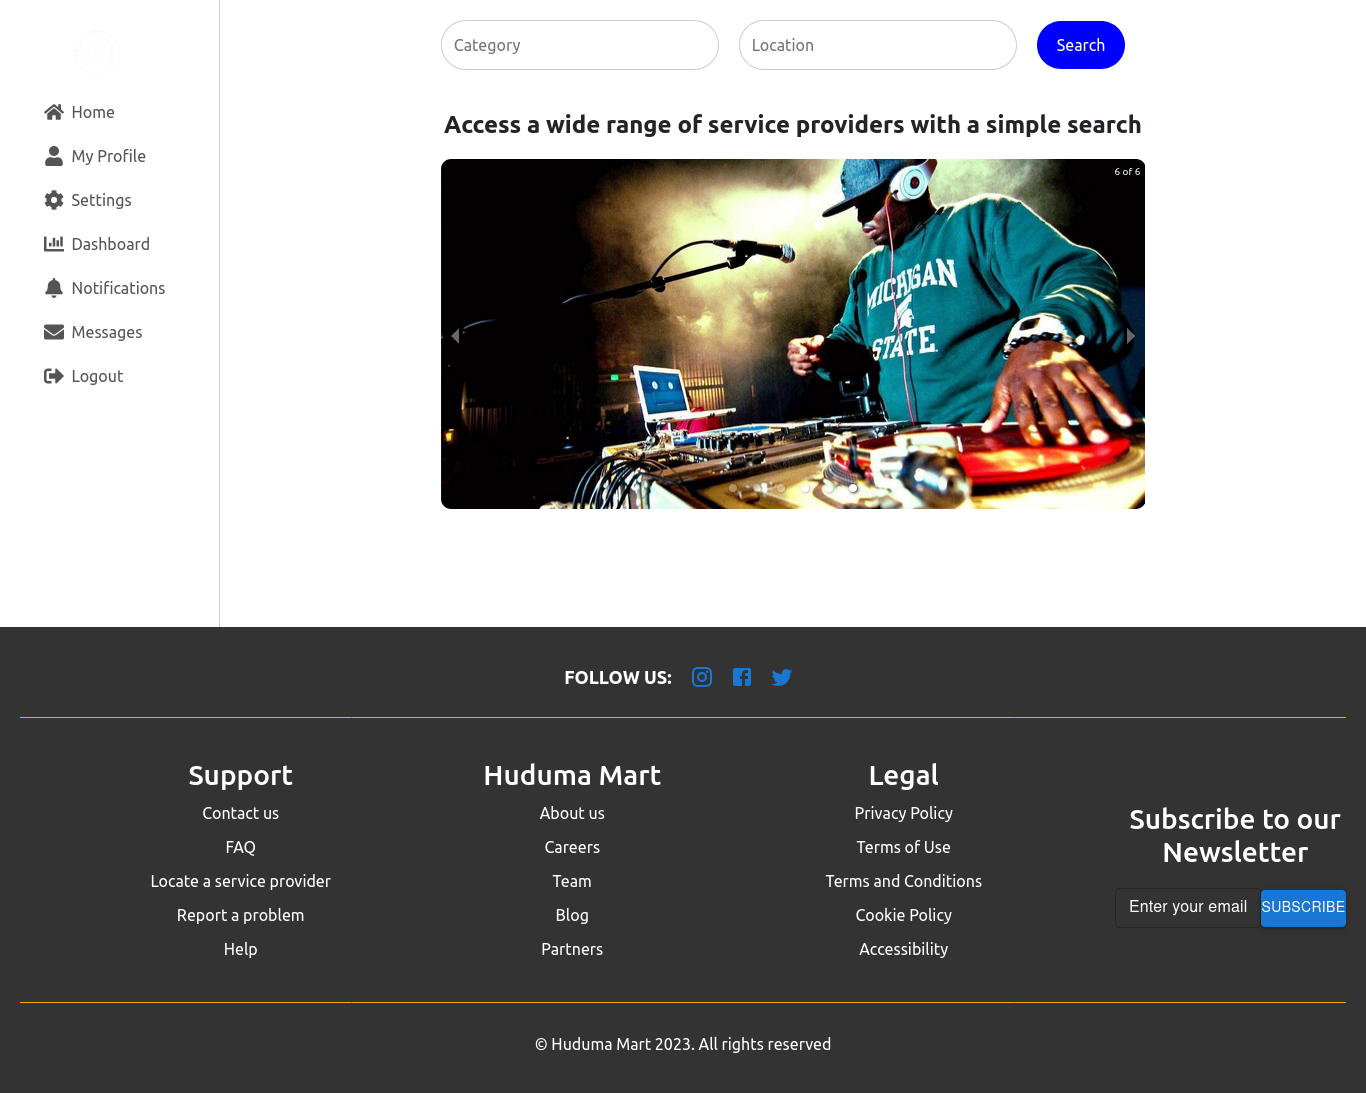 Category
Location
Search
Home
My Profile
Settings
Dashboard
Notifications
Messages
Logout
Access a wide range of service providers with a simple search
6 of 6
MICHIGAN
STATE.
FOLLOW US:
Support
Contact us
FAQ
Locate a service provider
Report a problem
Help
Huduma Mart
About us
Careers
Team
Blog
Partners
Legal
Privacy Policy
Terms of Use
Terms and Conditions
Cookie Policy
Accessibility
Subscribe to our
Newsletter
Enter your email
SUBSCRIBE
© Huduma Mart 2023. All rights reserved